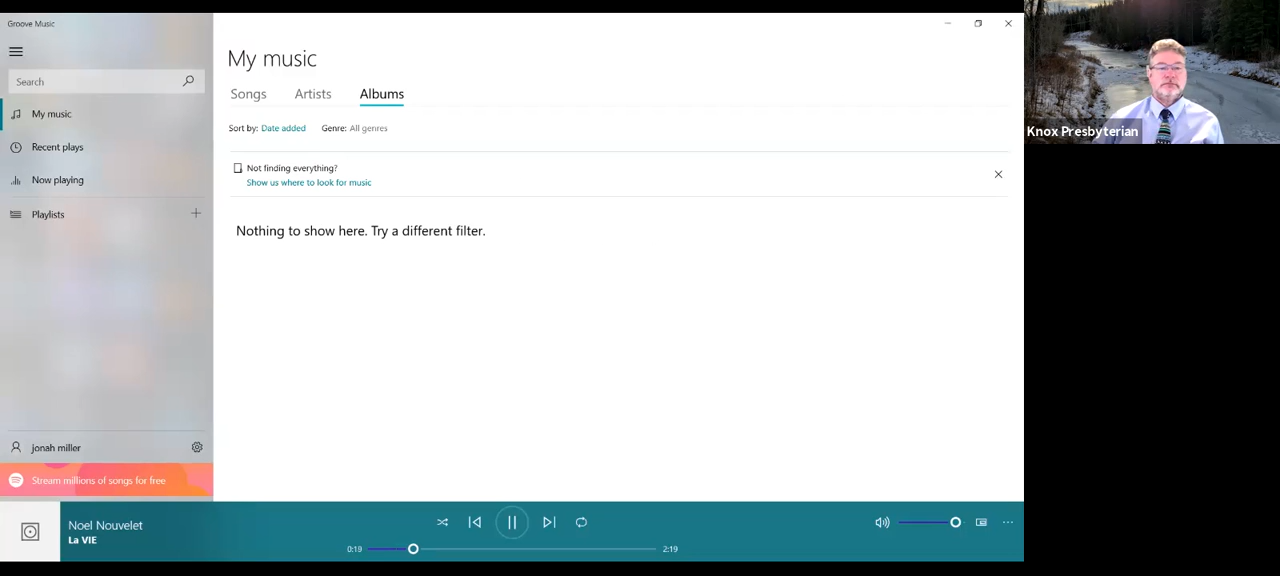 Groove Music
Search
My music
Recent plays
Now playing
Playlists
jonah miller
Stream millions of songs for free
My music
Songs Artists Albums
Sort by: Date added Genre: All genres
Not finding everything?
Show us where to look for music
Nothing to show here. Try a different filter.
Noel Nouvelet
La VIE
0:19 2:19
Knox Presbyterian